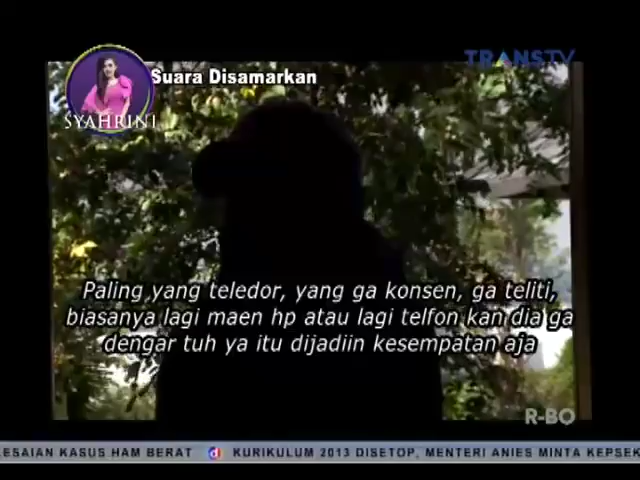 SYAHRINI
Suara Disamarkan
TRANSTV
Paling yang teledor, yang ga konsen, ga teliti,
biasanya lagi maen hp atau lagi telfon kan dia ga
dengar tuh ya itu dijadiin kesempatan aja
R-BO
LESAIAN KASUS HAM BERAT d KURIKULUM 2013 DISETOP, MENTERI ANIES MINTA KEPSEK